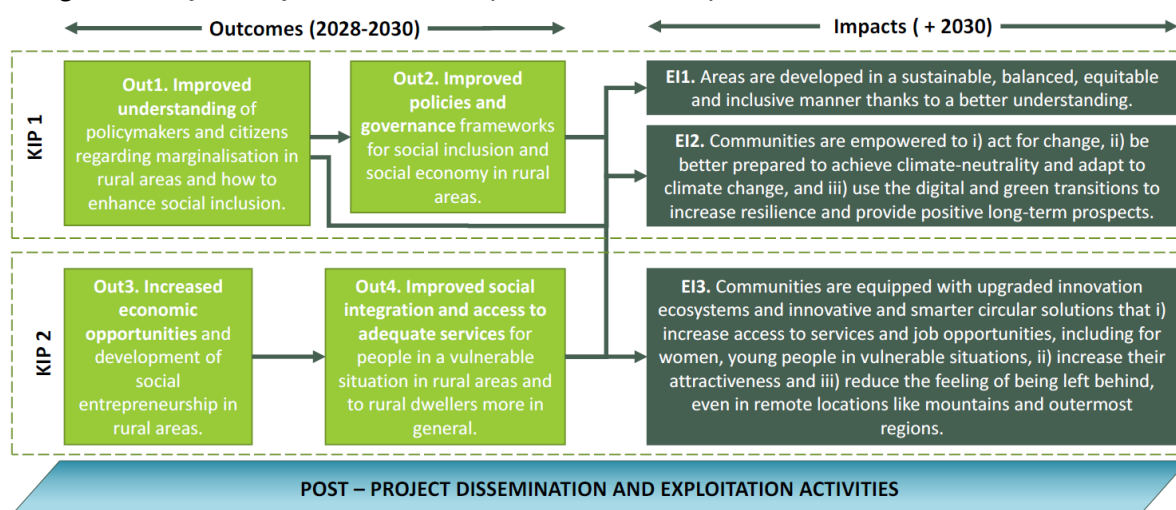 Outcomes (2028-2030)
Impacts ( + 2030)
KIP 1
Out1. Improved
understanding of
policymakers and citizens
regarding marginalisation in
rural areas and how to
enhance social inclusion.
Out2. Improved
policies and
governance frameworks
for social inclusion and
social economy in rural
areas.
EI1. Areas are developed in a sustainable, balanced, equitable
and inclusive manner thanks to a better understanding.
EI2. Communities are empowered to i) act for change, ii) be
better prepared to achieve climate-neutrality and adapt to
climate change, and iii) use the digital and green transitions to
increase resilience and provide positive long-term prospects.
KIP 2
Out3. Increased
economic
opportunities and
development of
social
entrepreneurship in
rural areas.
Out4. Improved social
integration and access to
adequate services for
people in a vulnerable
situation in rural areas and
to rural dwellers more in
general.
EI3. Communities are equipped with upgraded innovation
ecosystems and innovative and smarter circular solutions that i)
increase access to services and job opportunities, including for
women, young people in vulnerable situations, ii) increase their
attractiveness and iii) reduce the feeling of being left behind,
even in remote locations like mountains and outermost
regions.
POST – PROJECT DISSEMINATION AND EXPLOITATION ACTIVITIES